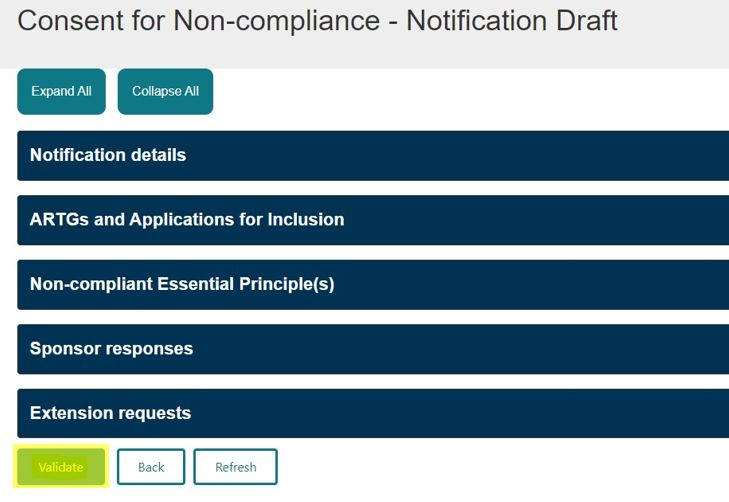 Consent for Non-compliance - Notification Draft
Expand All Collapse All
Notification details
ARTGs and Applications for Inclusion
Non-compliant Essential Principle(s)
Sponsor responses
Extension requests
Validate Back Refresh